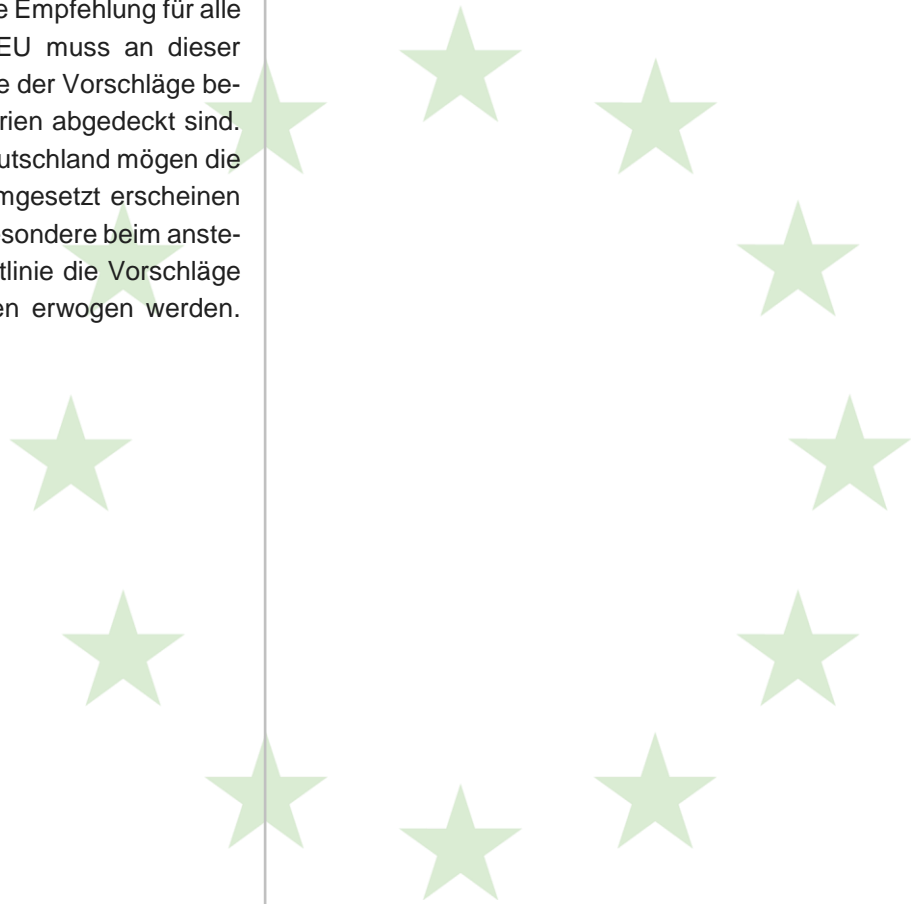 e Empfehlung für alle
EU muss an dieser
e der Vorschläge be-
rien abgedeckt sind.
utschland mögen die
mgesetzt erscheinen
sondere beim anste-
tlinie die Vorschläge
en erwogen werden.